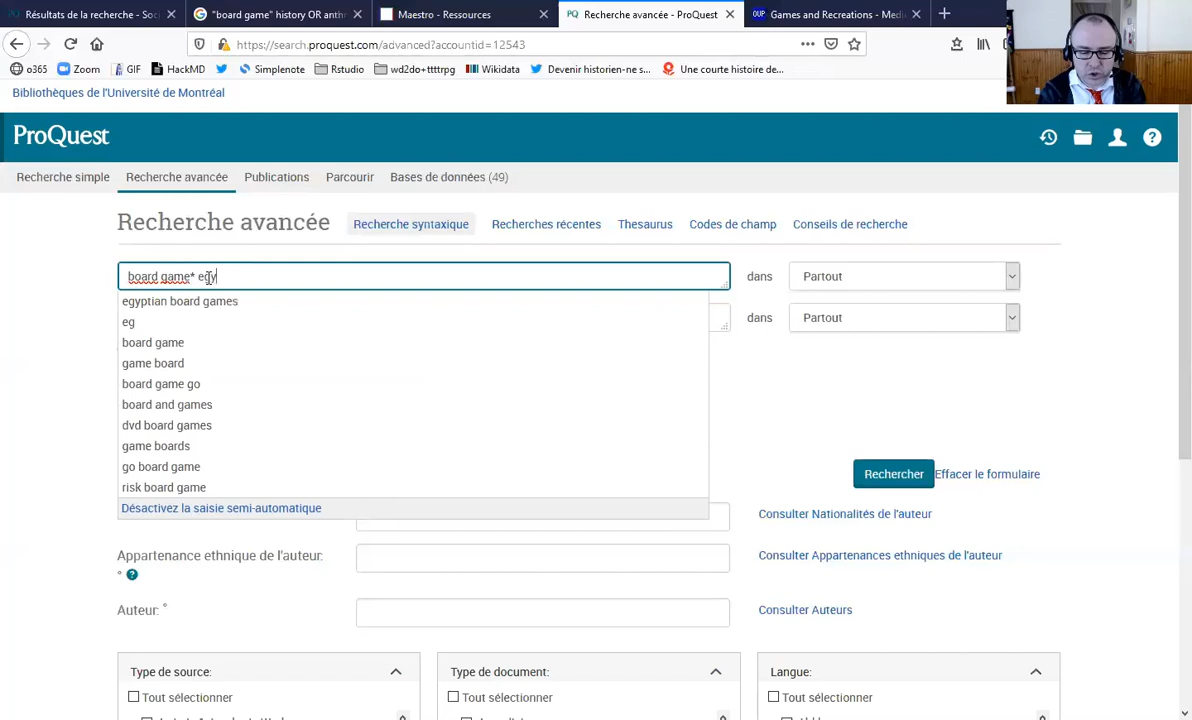 Résultats de la recherche - Soc
"board game" history OR anthr
Maestro - Ressources
Recherche avancée - ProQuest
OUP Games and Recreations - Medie
https://search.proquest.com/advanced?accountid=12543
o365 Zoom GIF HackMD Simplenote Rstudio wd2do+ttttrpg Wikidata Devenir historien-ne s... Une courte histoire de...
Bibliothèques de l'Université de Montréal
ProQuest
Recherche simple Recherche avancée Publications Parcourir Bases de données (49)
Recherche avancée Recherche syntaxique Recherches récentes Thesaurus Codes de champ Conseils de recherche
board game* egy dans Partout
egyptian board games
dans Partout
eg
board game
game board
board game go
board and games
dvd board games
game boards
go board game
risk board game
Rechercher Effacer le formulaire
Désactivez la saisie semi-automatique
Consulter Nationalités de l'auteur
Appartenance ethnique de l'auteur: Consulter Appartenances ethniques de l'auteur
° ?
Auteur: ° Consulter Auteurs
Type de source: Type de document: Langue:
Tout sélectionner Tout sélectionner Tout sélectionner